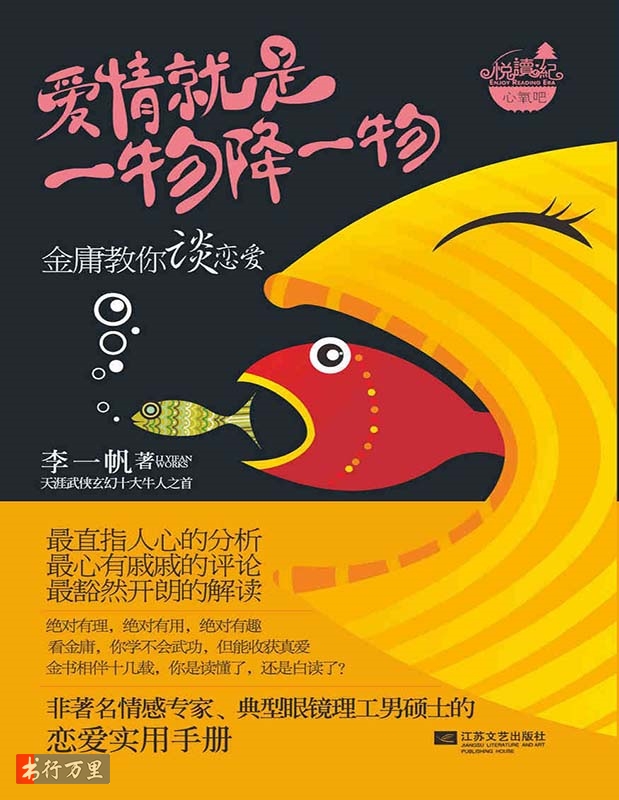 爱情就是
一物降一物
悦讀紀
ENJOY READING ERA
心氧吧
金庸教你谈恋爱
李一帆著 LI YIFAN WORKS
天涯武侠玄幻十大牛人之首
最直指人心的分析
最心有戚戚的评论
最豁然开朗的解读
绝对有理，绝对有用，绝对有趣
看金庸，你学不会武功，但能收获真爱
金书相伴十几载，你是读懂了，还是白读了？
非著名情感专家、典型眼镜理工男硕士的
恋爱实用手册
江苏文艺出版社
JIANGSU LITERATURE AND ART
PUBLISHING HOUSE
书行万里